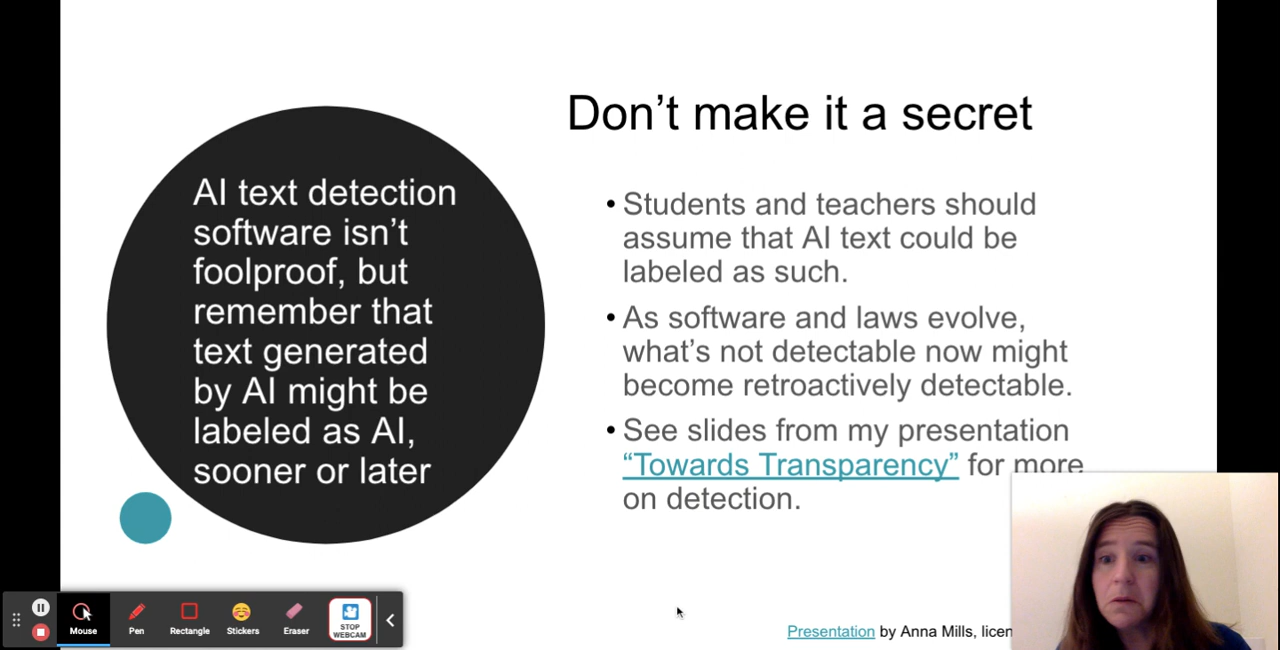 Don’t make it a secret
AI text detection
software isn’t
foolproof, but
remember that
text generated
by AI might be
labeled as AI,
sooner or later
• Students and teachers should
assume that AI text could be
labeled as such.
• As software and laws evolve,
what’s not detectable now might
become retroactively detectable.
• See slides from my presentation
“Towards Transparency” for more
on detection.
Presentation by Anna Mills, licen
Mouse
Pen
Rectangle
Stickers
Eraser
STOP
WEBCAM